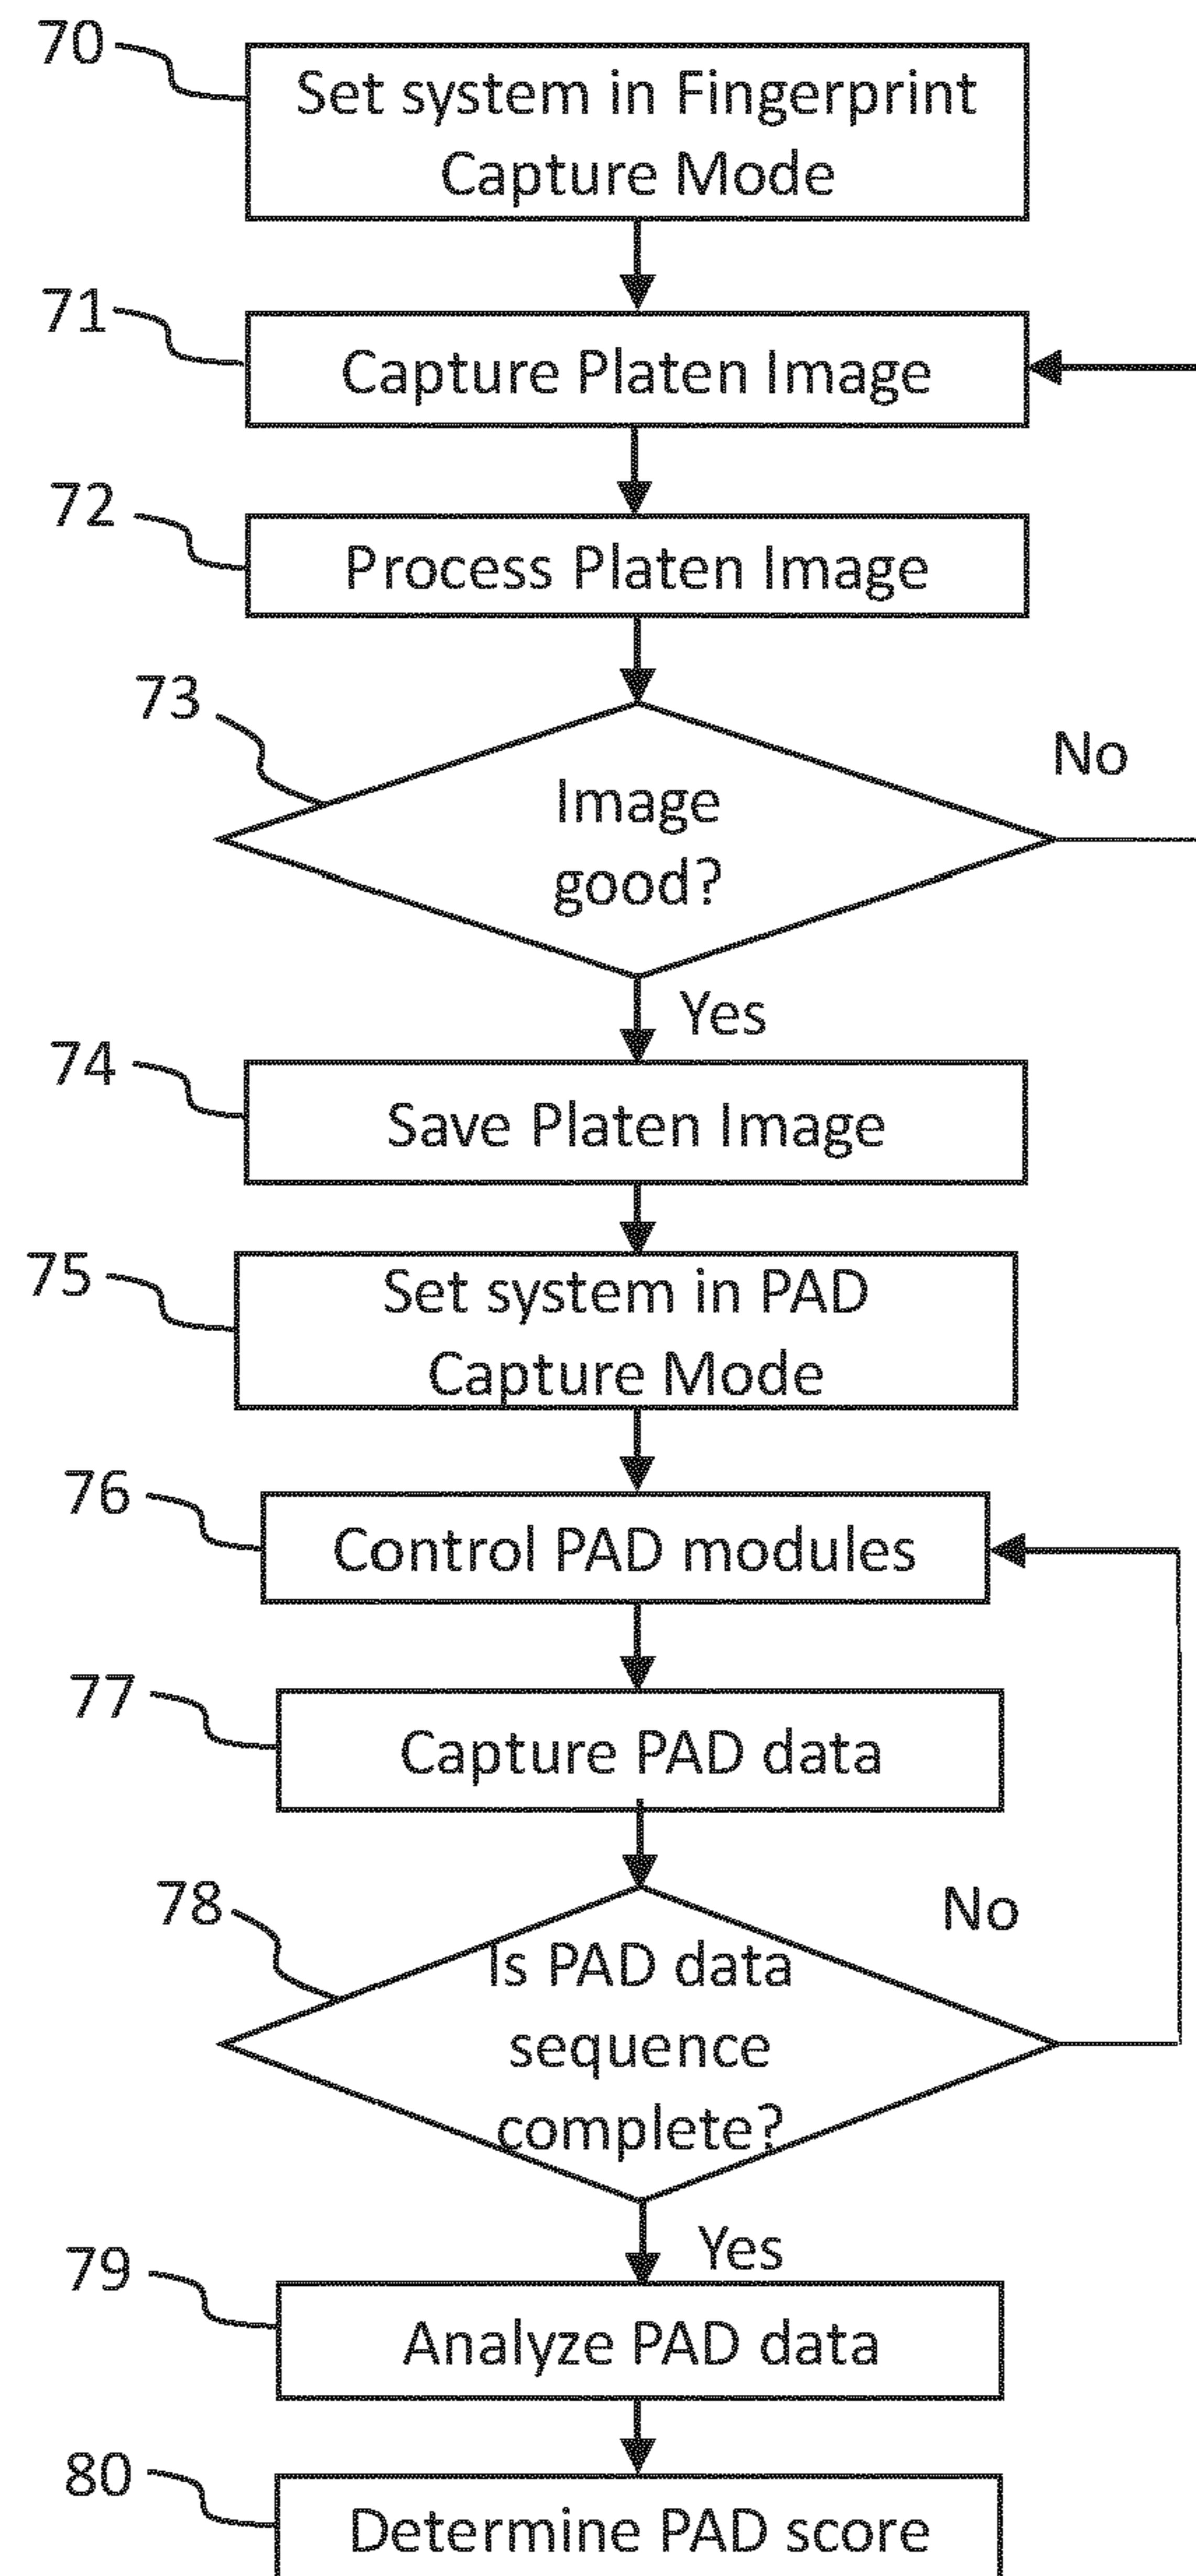 70
Set system in Fingerprint
Capture Mode
71
Capture Platen Image
72
Process Platen Image
73
Image
good?
No
Yes
74
Save Platen Image
75
Set system in PAD
Capture Mode
76
Control PAD modules
77
Capture PAD data
78
Is PAD data
sequence
complete?
No
Yes
79
Analyze PAD data
80
Determine PAD score